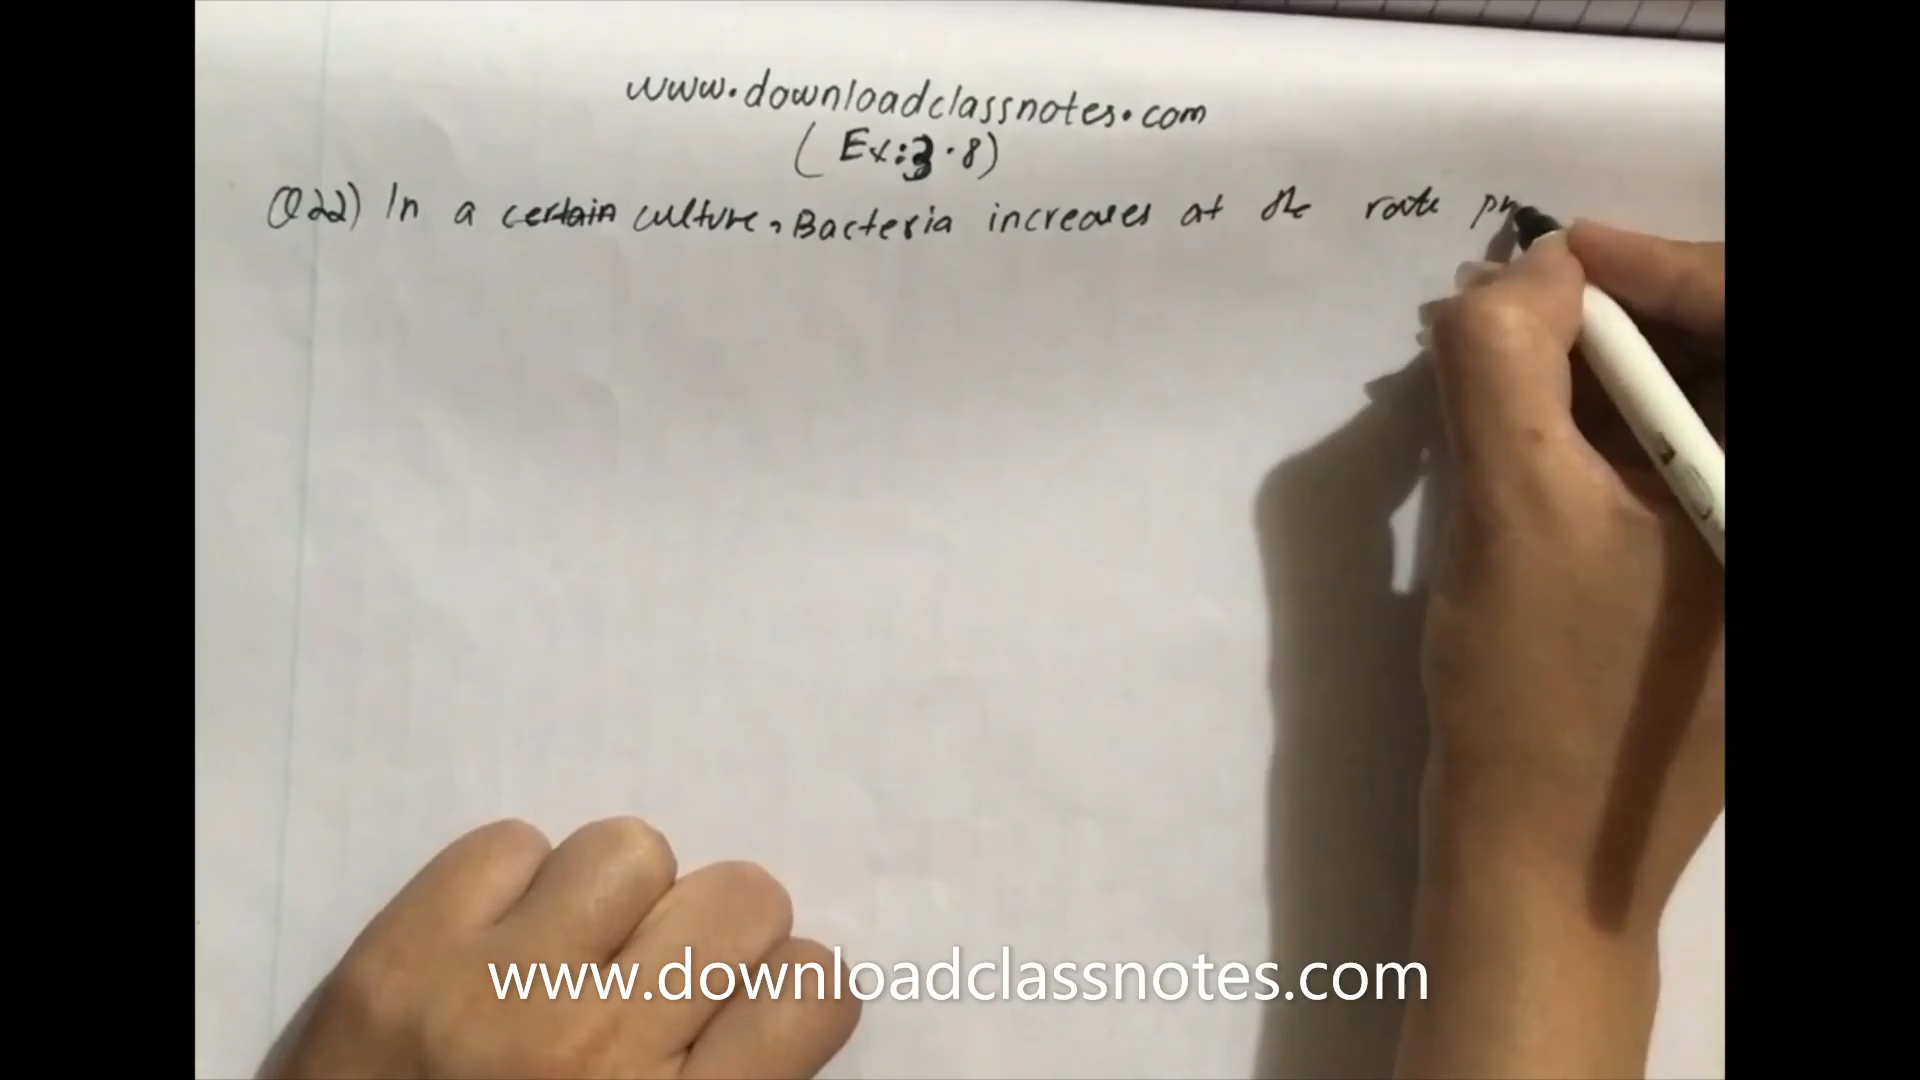 www.downloadclassnotes.com
(Ex:3.8)
Q22) In a certain culture, Bacteria increases at the rate
www.downloadclassnotes.com